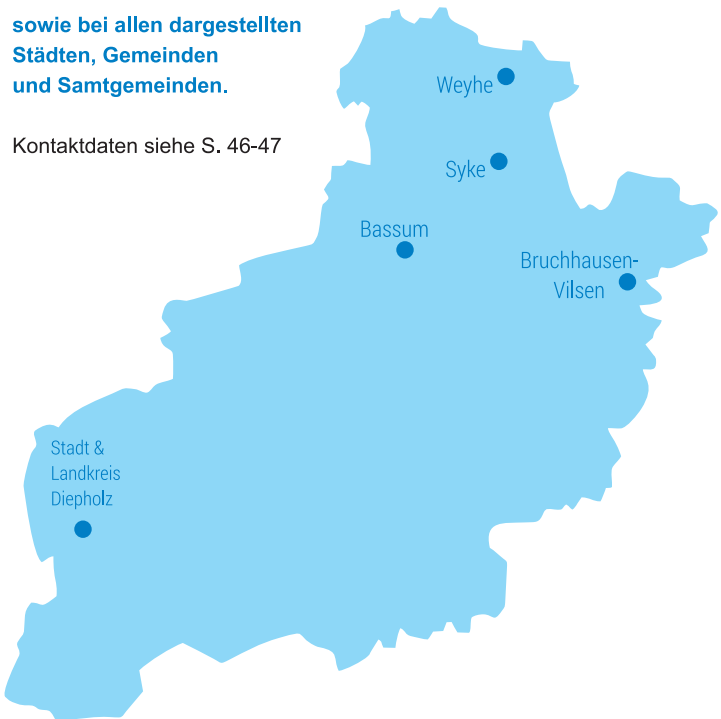 sowie bei allen dargestellten
Städten, Gemeinden
und Samtgemeinden.
Kontaktdaten siehe S. 46-47
Weyhe
Syke
Bassum
Bruchhausen-
Vilsen
Stadt &
Landkreis
Diepholz